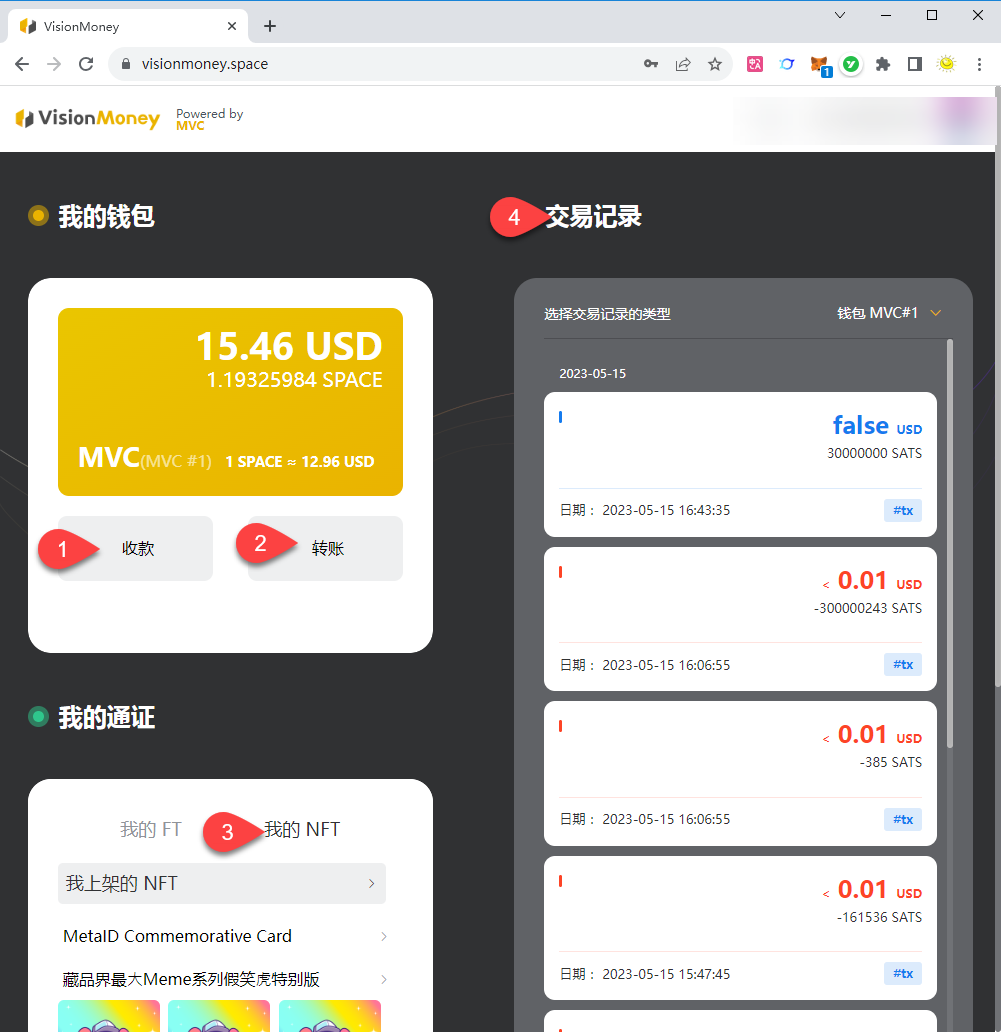 VisionMoney
visionmoney.space
1
VisionMoney
Powered by
MVC
我的钱包
15.46 USD
1.19325984 SPACE
MVC(MVC #1) 1 SPACE ≈ 12.96 USD
1
收款
2
转账
我的通证
我的 FT
3
我的 NFT
我上架的 NFT
MetaID Commemorative Card
藏品界最大Meme系列假笑虎特别版
4
交易记录
选择交易记录的类型
钱包 MVC#1
2023-05-15
false USD
30000000 SATS
日期： 2023-05-15 16:43:35
#tx
< 0.01 USD
-300000243 SATS
日期： 2023-05-15 16:06:55
#tx
< 0.01 USD
-385 SATS
日期： 2023-05-15 16:06:55
#tx
< 0.01 USD
-161536 SATS
日期： 2023-05-15 15:47:45
#tx